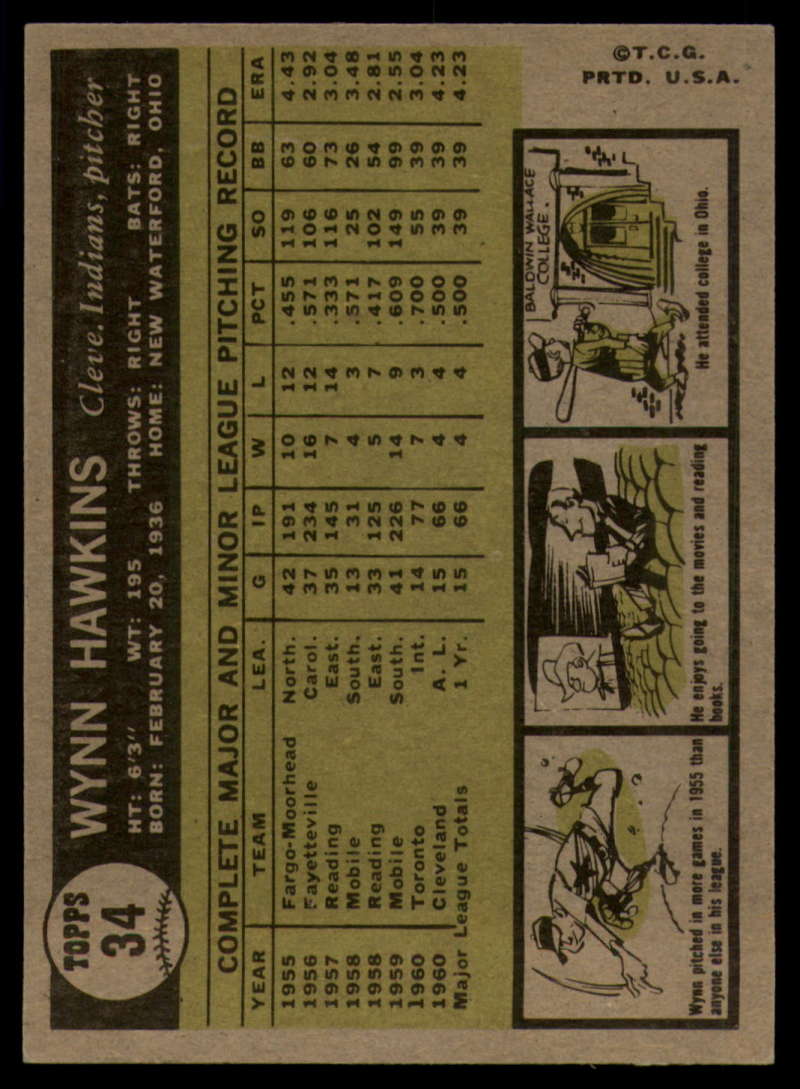 TOPPS
34
WYNN HAWKINS Cleve. Indians, pitcher
HT: 6'3" WT: 195 THROWS: RIGHT BATS: RIGHT
BORN: FEBRUARY 20, 1936 HOME: NEW WATERFORD, OHIO
COMPLETE MAJOR AND MINOR LEAGUE PITCHING RECORD
YEAR TEAM LEA. G IP W L PCT SO BB ERA
1955 Fargo-Moorhead North. 42 191 10 12 .455 119 63 4.43
1956 Fayetteville Carol. 37 234 16 12 .571 106 60 2.92
1957 Reading East. 35 145 7 14 .333 116 73 3.04
1958 Mobile South. 13 31 4 3 .571 25 26 3.48
1958 Reading East. 33 125 5 7 .417 102 54 2.81
1959 Mobile South. 41 226 14 9 .609 149 99 2.55
1960 Toronto Int. 14 77 7 3 .700 55 39 3.04
1960 Cleveland A. L. 15 66 4 4 .500 39 39 4.23
Major League Totals 1 Yr. 15 66 4 4 .500 39 39 4.23
Wynn pitched in more games in 1955 than
anyone else in his league.
He enjoys going to the movies and reading
books.
BALDWIN WALLACE
COLLEGE.
He attended college in Ohio.
©T.C.G.
PRTD. U.S.A.